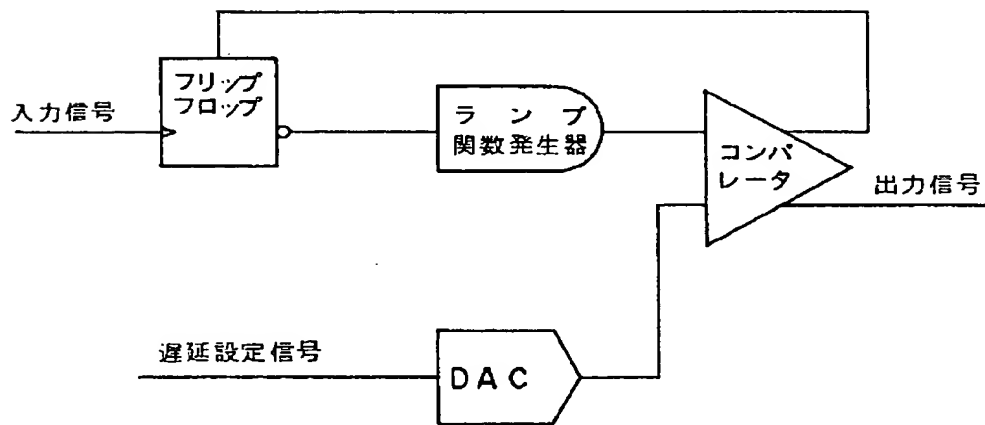 フリップ
フロップ
入力信号
ランプ
関数発生器
コンパ
レータ
出力信号
遅延設定信号
DAC